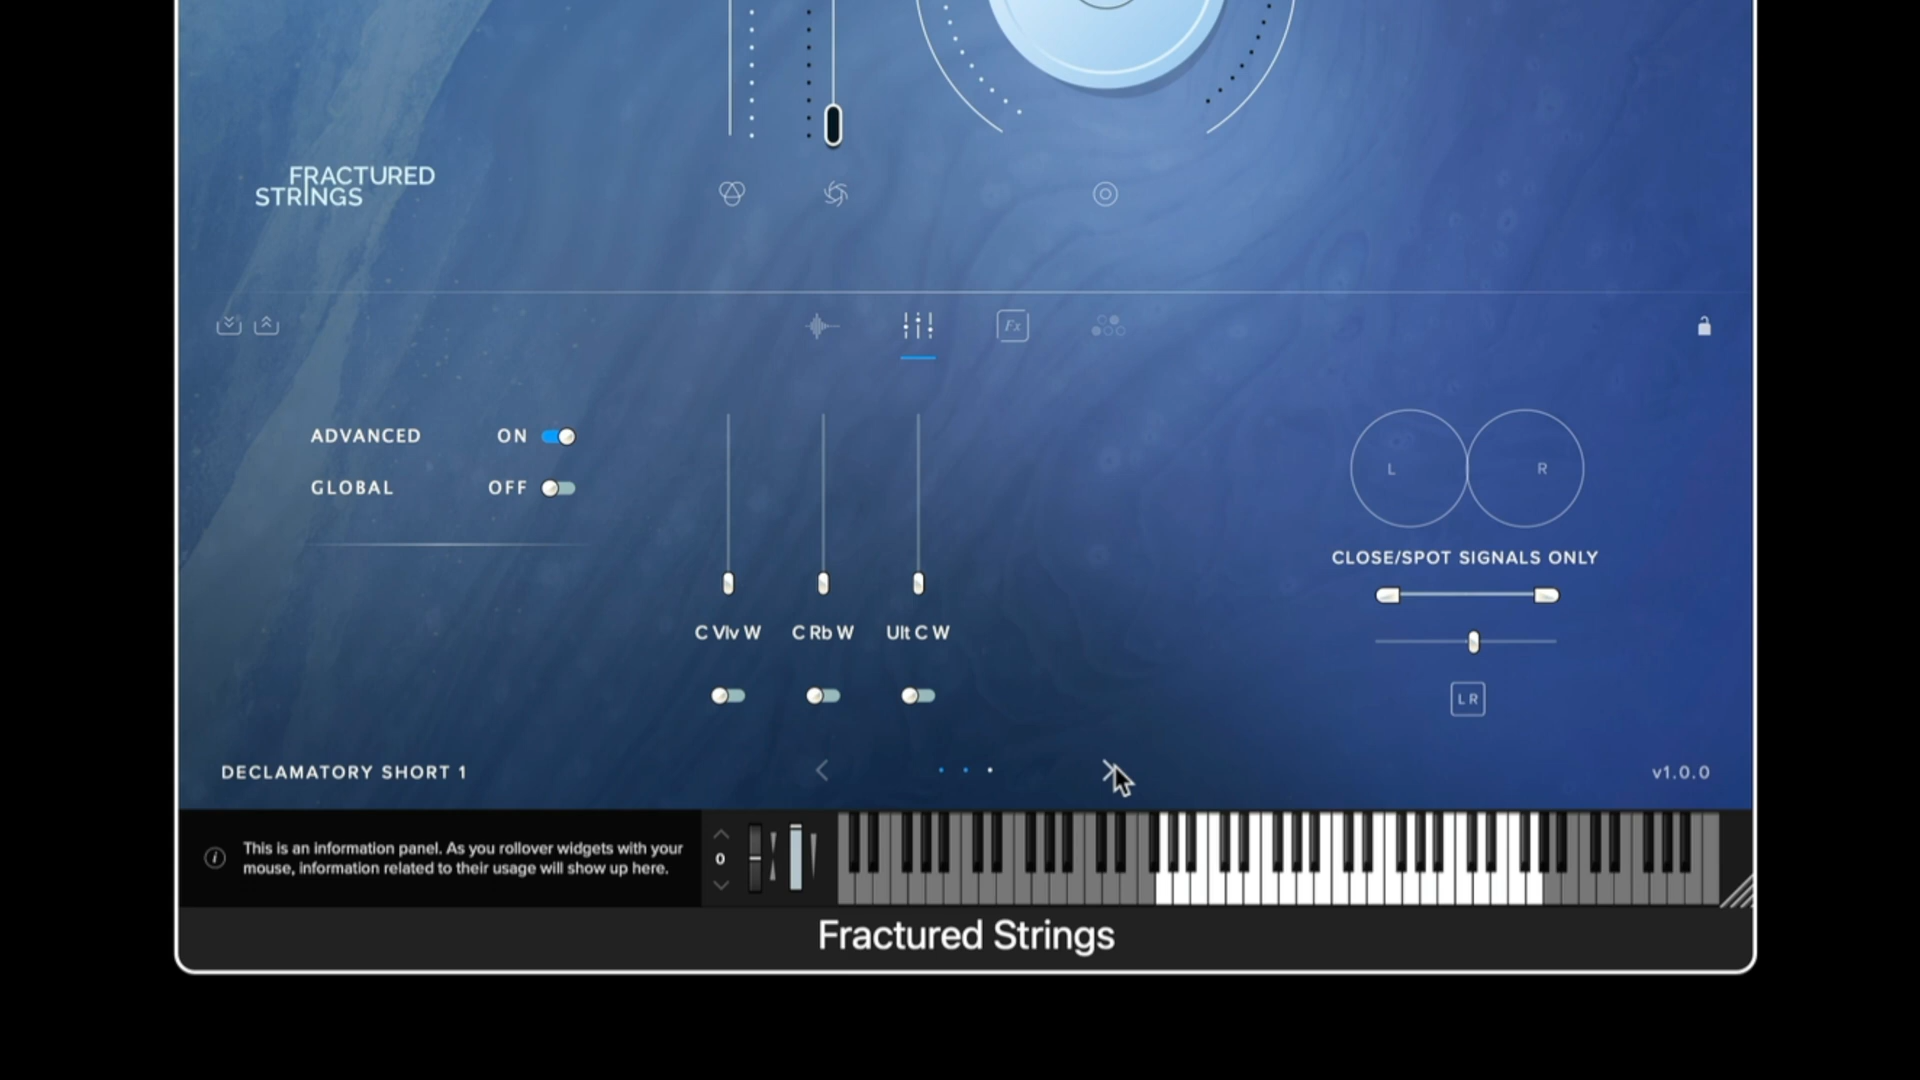 FRACTURED
STRINGS
Fx
ADVANCED ON
GLOBAL OFF
L R
CLOSE/SPOT SIGNALS ONLY
C Vlv W C Rb W Ult C W
L R
DECLAMATORY SHORT 1
v1.0.0
This is an information panel. As you rollover widgets with your
mouse, information related to their usage will show up here.
0
Fractured Strings